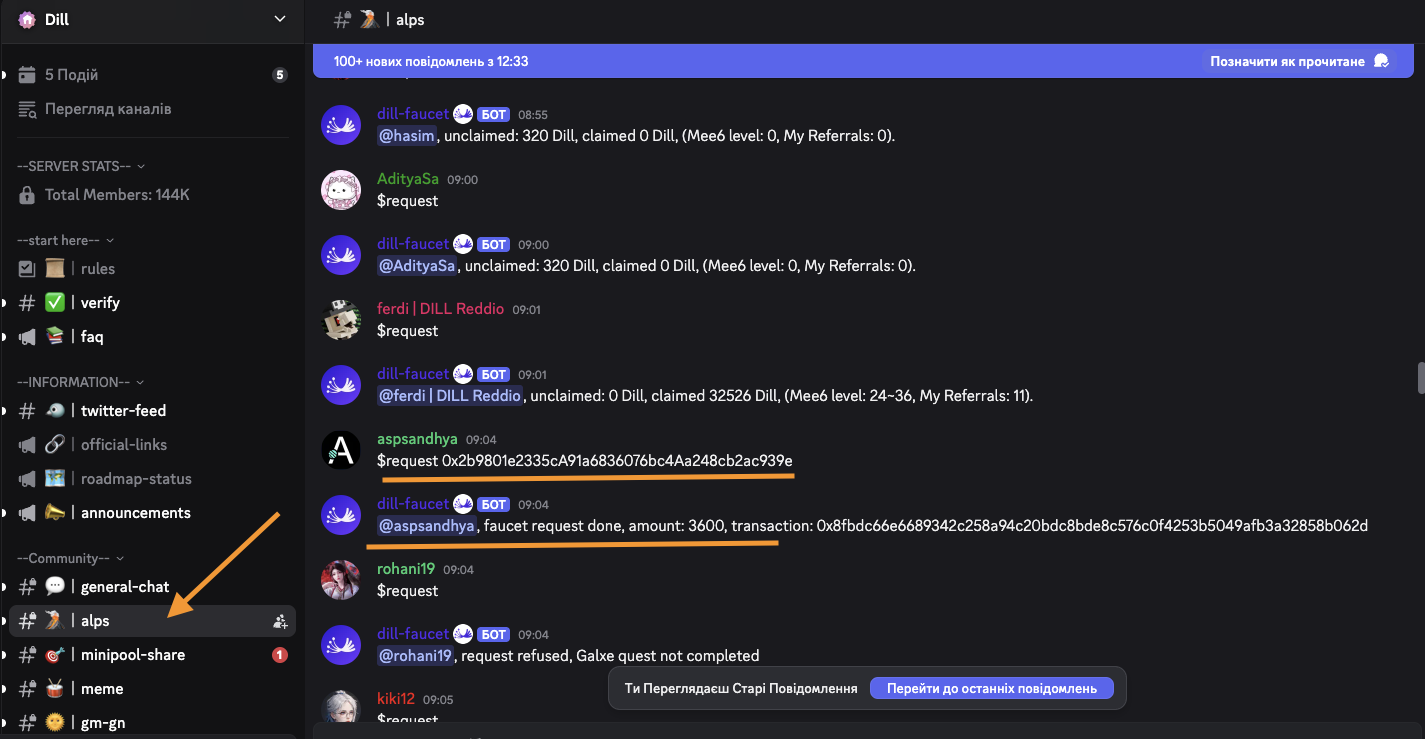 Dill
5 Подій
5
Перегляд каналів
--SERVER STATS--
Total Members: 144K
--start here--
| rules
| verify
| faq
--INFORMATION--
| twitter-feed
| official-links
| roadmap-status
| announcements
--Community--
| general-chat
| alps
| minipool-share
1
| meme
| gm-gn
| alps
100+ нових повідомлень з 12:33
Позначити як прочитане
dill-faucet БОТ 08:55
@hasim, unclaimed: 320 Dill, claimed 0 Dill, (Mee6 level: 0, My Referrals: 0).
AdityaSa 09:00
$request
dill-faucet БОТ 09:00
@AdityaSa, unclaimed: 320 Dill, claimed 0 Dill, (Mee6 level: 0, My Referrals: 0).
ferdi | DILL Reddio 09:01
$request
dill-faucet БОТ 09:01
@ferdi | DILL Reddio, unclaimed: 0 Dill, claimed 32526 Dill, (Mee6 level: 24~36, My Referrals: 11).
aspsandhya 09:04
$request 0x2b9801e2335cA91a6836076bc4Aa248cb2ac939e
dill-faucet БОТ 09:04
@aspsandhya, faucet request done, amount: 3600, transaction: 0x8fbdc66e6689342c258a94c20bdc8bde8c576c0f4253b5049afb3a32858b062d
rohani19 09:04
$request
dill-faucet БОТ 09:04
@rohani19, request refused, Galxe quest not completed
kiki12 09:05
$request
Ти Переглядаєш Старі Повідомлення
Перейти до останніх повідомлень